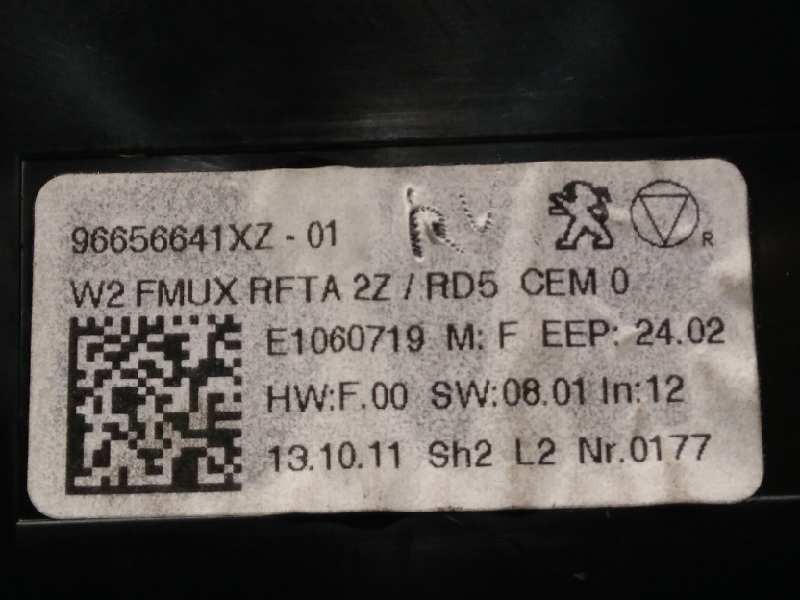 96656641XZ - 01
W2 FMUX RFTA 2Z / RD5 CEM 0
E1060719 M: F EEP: 24.02
HW:F.00 SW:08.01 In:12
13.10.11 Sh2 L2 Nr.0177
R